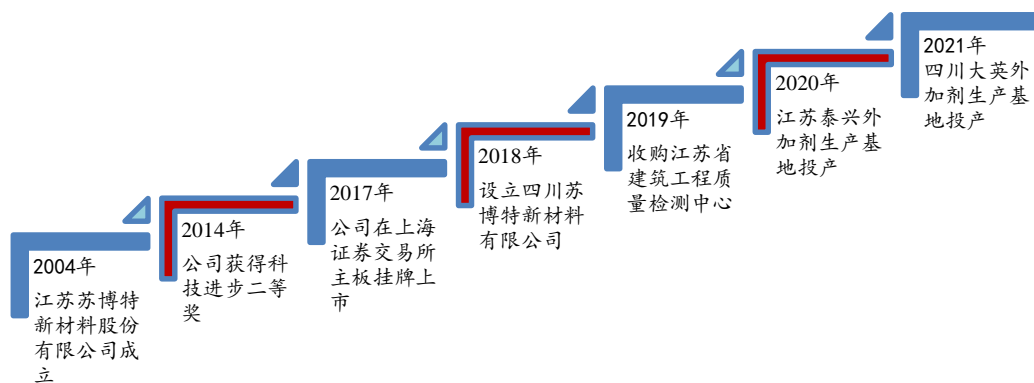 2004年
江苏苏博特
新材料股份
有限公司成
立
2014年
公司获得科
技进步二等
奖
2017年
公司在上海
证券交易所
主板挂牌上
市
2018年
设立四川苏
博特新材料
有限公司
2019年
收购江苏省
建筑工程质
量检测中心
2020年
江苏泰兴外
加剂生产基
地投产
2021年
四川大英外
加剂生产基
地投产